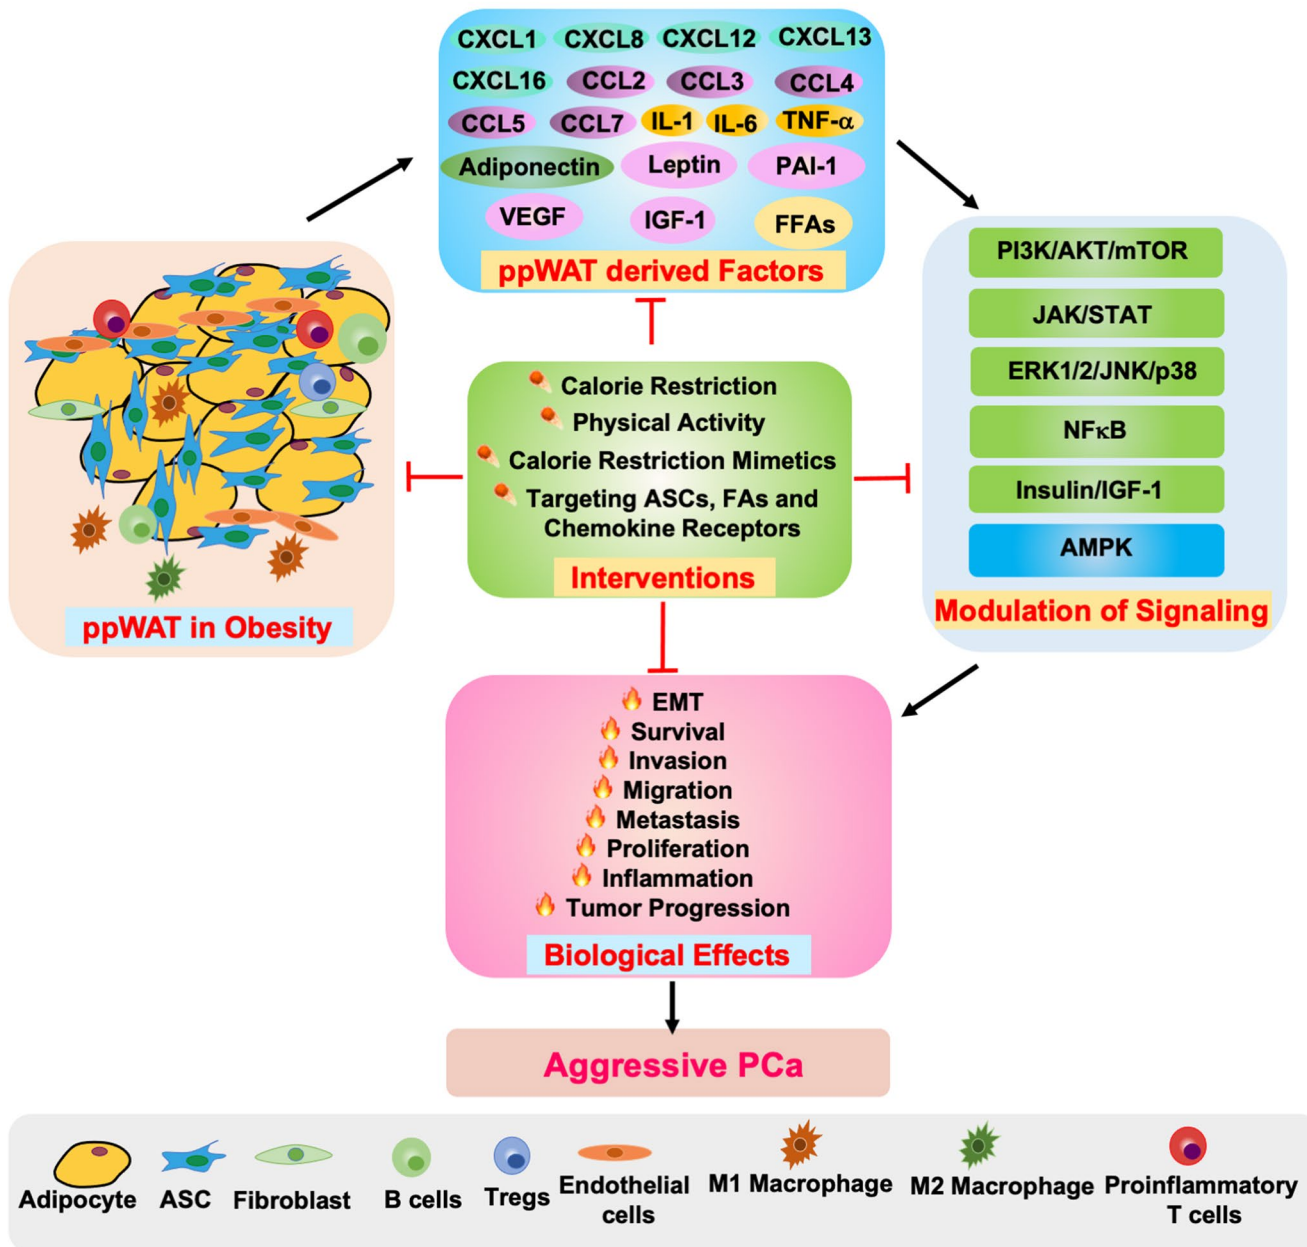 CXCL1 CXCL8 CXCL12 CXCL13
CXCL16 CCL2 CCL3 CCL4
CCL5 CCL7 IL-1 IL-6 TNF-α
Adiponectin Leptin PAI-1
VEGF IGF-1 FFAs
ppWAT derived Factors
ppWAT in Obesity
Calorie Restriction
Physical Activity
Calorie Restriction Mimetics
Targeting ASCs, FAs and
Chemokine Receptors
Interventions
PI3K/AKT/mTOR
JAK/STAT
ERK1/2/JNK/p38
NFκB
Insulin/IGF-1
AMPK
Modulation of Signaling
EMT
Survival
Invasion
Migration
Metastasis
Proliferation
Inflammation
Tumor Progression
Biological Effects
Aggressive PCa
Adipocyte
ASC
Fibroblast
B cells
Tregs
Endothelial
cells
M1 Macrophage
M2 Macrophage
Proinflammatory
T cells